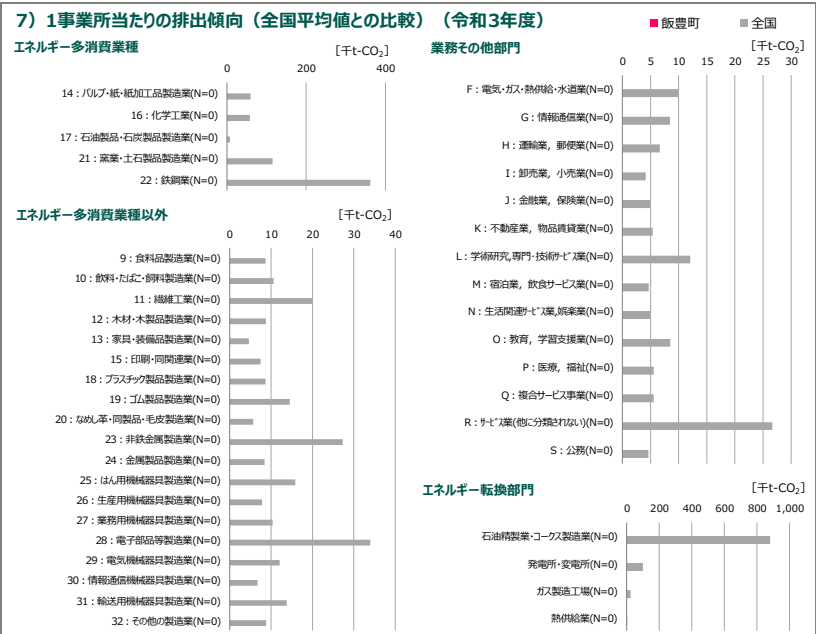 7）1事業所当たりの排出傾向（全国平均値との比較）（令和3年度）
■飯豊町 ■全国
エネルギー多消費業種
[千t-CO₂]
0 200 400
14：パルプ・紙・紙加工品製造業(N=0)
16：化学工業(N=0)
17：石油製品・石炭製品製造業(N=0)
21：窯業・土石製品製造業(N=0)
22：鉄鋼業(N=0)
エネルギー多消費業種以外
[千t-CO₂]
0 10 20 30 40
9：食料品製造業(N=0)
10：飲料・たばこ・飼料製造業(N=0)
11：繊維工業(N=0)
12：木材・木製品製造業(N=0)
13：家具・装備品製造業(N=0)
15：印刷・同関連業(N=0)
18：プラスチック製品製造業(N=0)
19：ゴム製品製造業(N=0)
20：なめし革・同製品・毛皮製造業(N=0)
23：非鉄金属製造業(N=0)
24：金属製品製造業(N=0)
25：はん用機械器具製造業(N=0)
26：生産用機械器具製造業(N=0)
27：業務用機械器具製造業(N=0)
28：電子部品等製造業(N=0)
29：電気機械器具製造業(N=0)
30：情報通信機械器具製造業(N=0)
31：輸送用機械器具製造業(N=0)
32：その他の製造業(N=0)
業務その他部門
[千t-CO₂]
0 5 10 15 20 25 30
F：電気・ガス・熱供給・水道業(N=0)
G：情報通信業(N=0)
H：運輸業，郵便業(N=0)
I：卸売業，小売業(N=0)
J：金融業，保険業(N=0)
K：不動産業，物品賃貸業(N=0)
L：学術研究,専門・技術ｻｰﾋﾞｽ業(N=0)
M：宿泊業，飲食サービス業(N=0)
N：生活関連ｻｰﾋﾞｽ業,娯楽業(N=0)
O：教育，学習支援業(N=0)
P：医療，福祉(N=0)
Q：複合サービス事業(N=0)
R：ｻｰﾋﾞｽ業(他に分類されない)(N=0)
S：公務(N=0)
エネルギー転換部門
[千t-CO₂]
0 200 400 600 800 1,000
石油精製業・コークス製造業(N=0)
発電所・変電所(N=0)
ガス製造工場(N=0)
熱供給業(N=0)